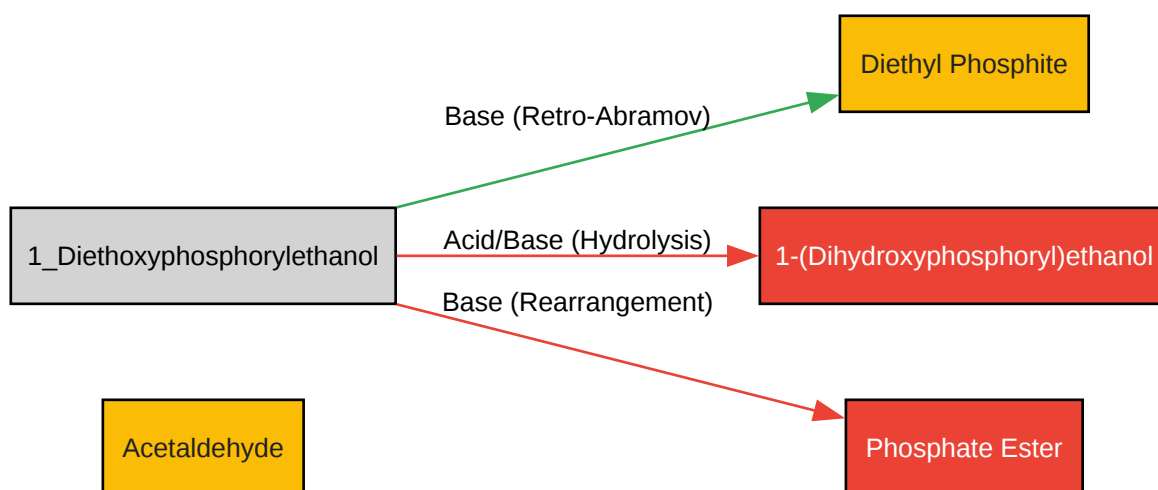 Diethyl Phosphite
Base (Retro-Abramov)
1_Diethoxyphosphorylethanol
Acid/Base (Hydrolysis)
1-(Dihydroxyphosphoryl)ethanol
Base (Rearrangement)
Acetaldehyde
Phosphate Ester